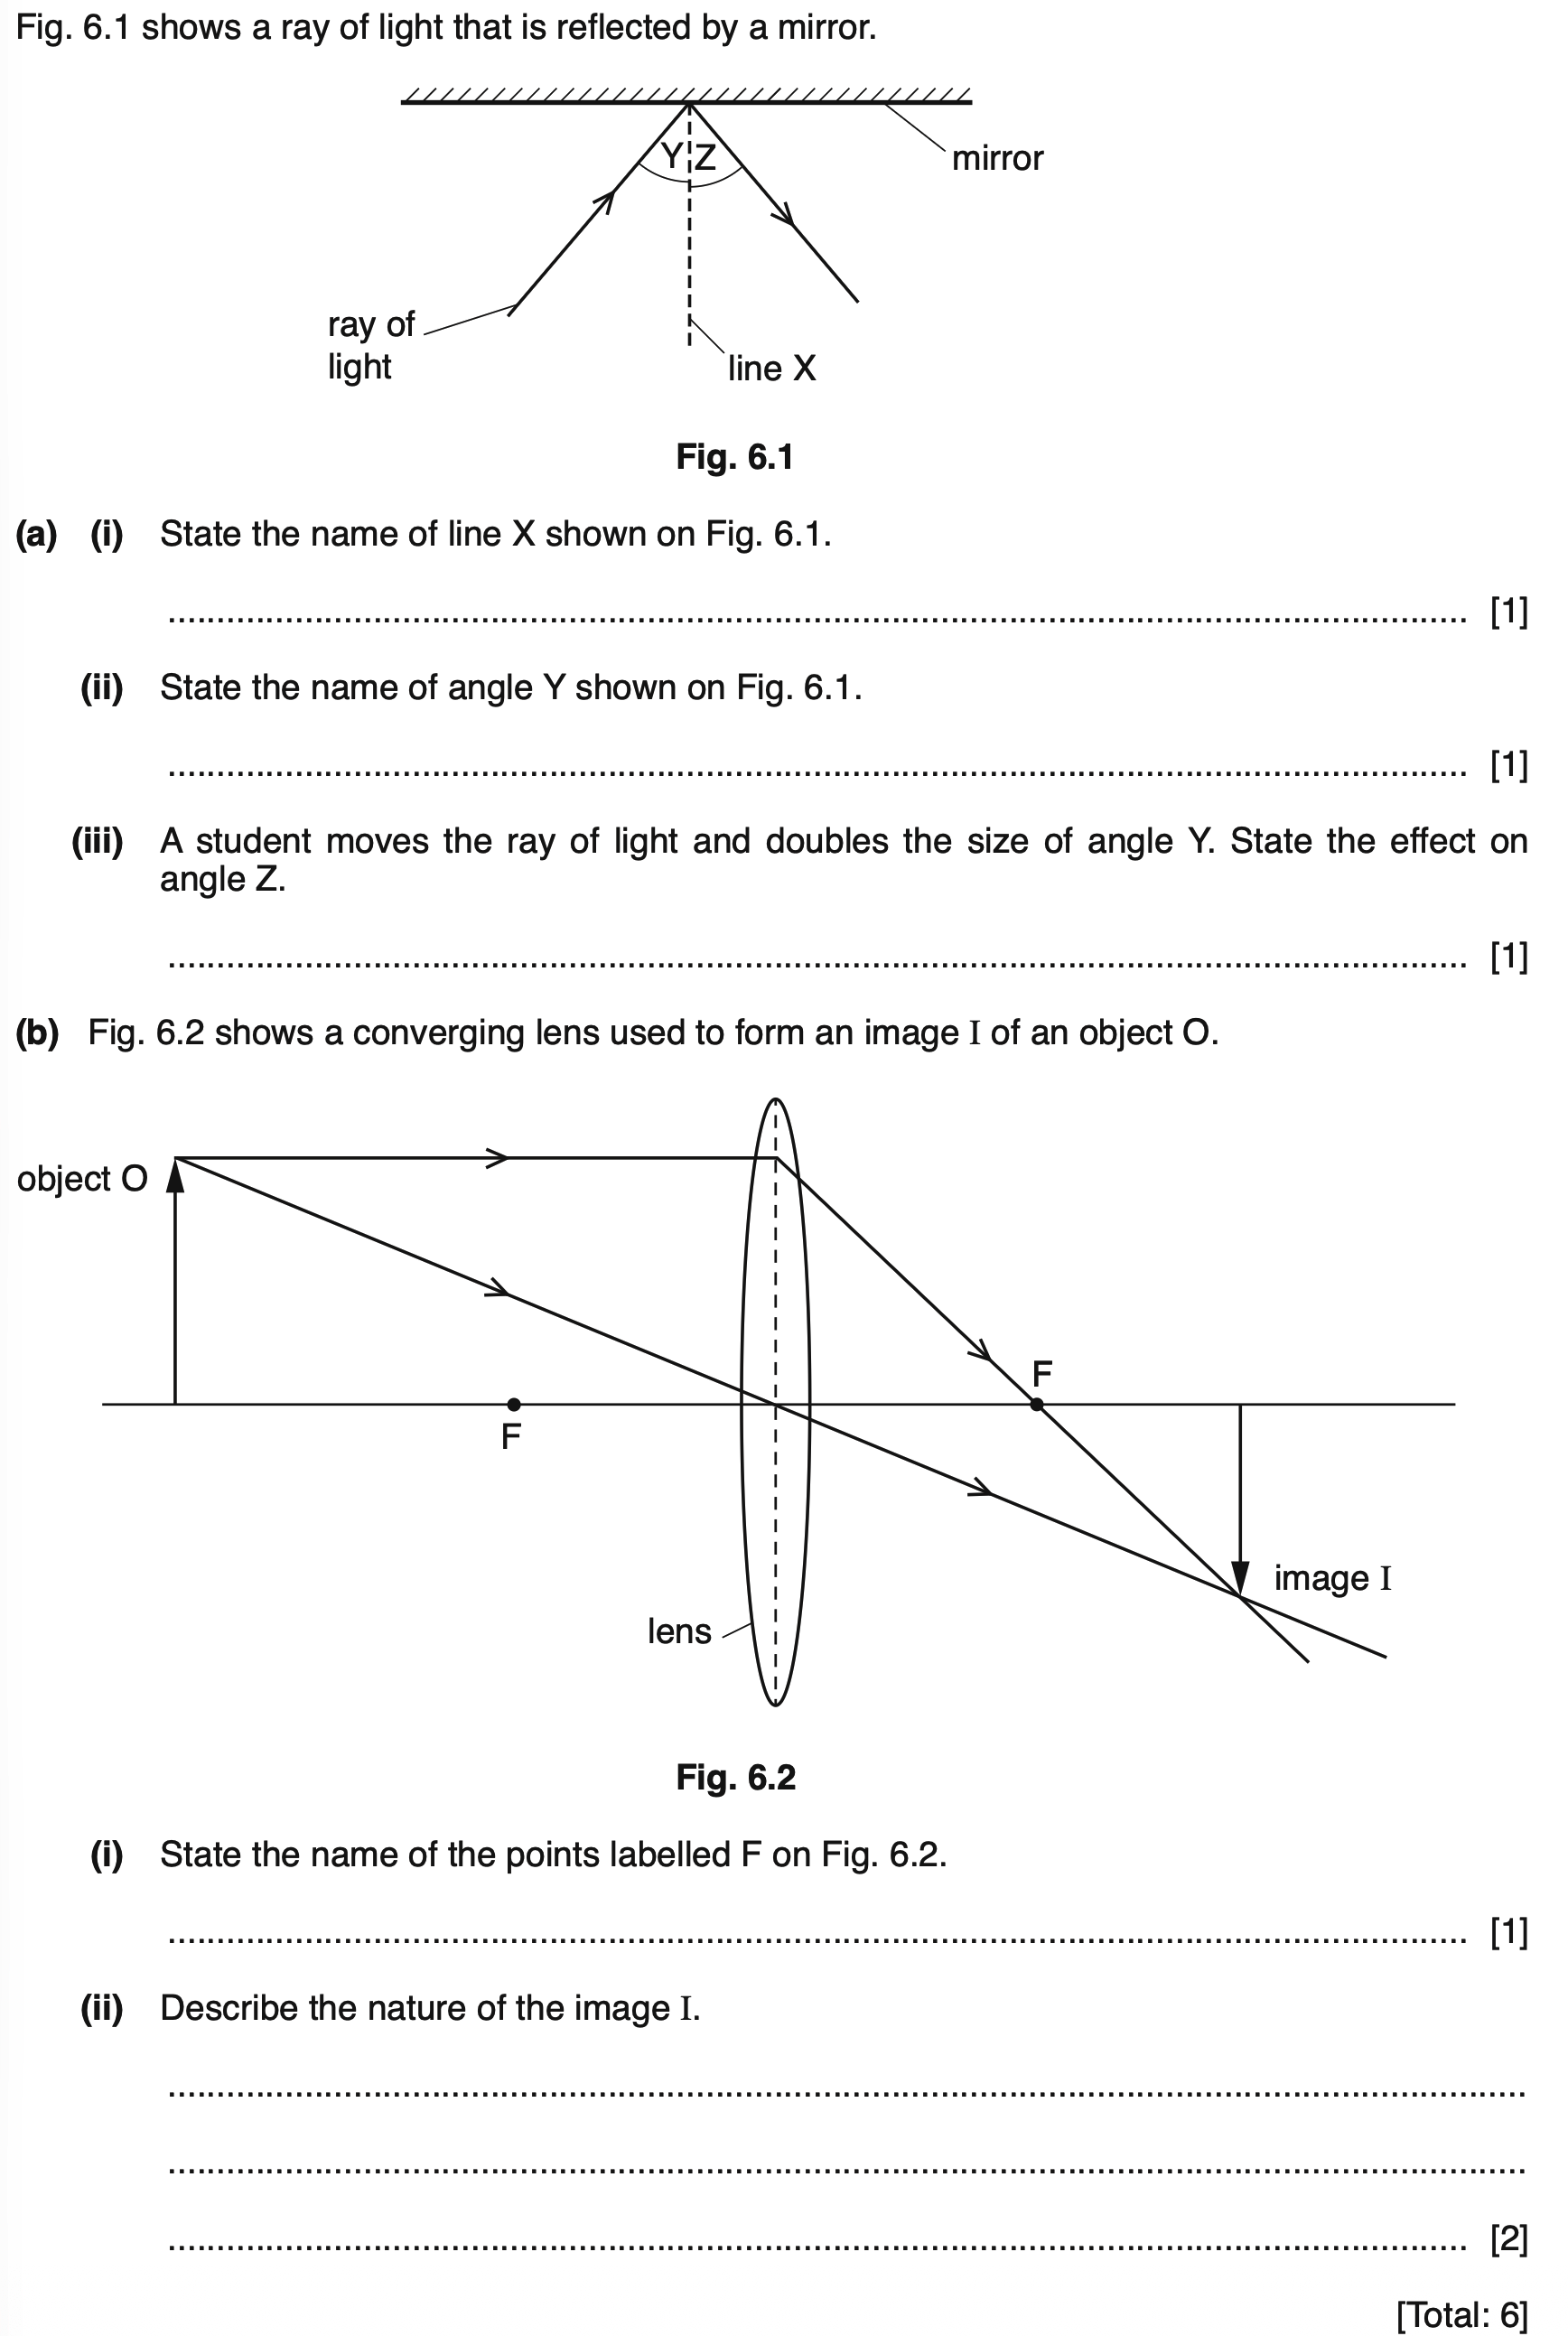 Fig. 6.1 shows a ray of light that is reflected by a mirror.
Y Z
mirror
ray of
light
line X
Fig. 6.1
(a) (i) State the name of line X shown on Fig. 6.1.
[1]
(ii) State the name of angle Y shown on Fig. 6.1.
[1]
(iii) A student moves the ray of light and doubles the size of angle Y. State the effect on
angle Z.
[1]
(b) Fig. 6.2 shows a converging lens used to form an image I of an object O.
object O
F
F
image I
lens
Fig. 6.2
(i) State the name of the points labelled F on Fig. 6.2.
[1]
(ii) Describe the nature of the image I.
[2]
[Total: 6]